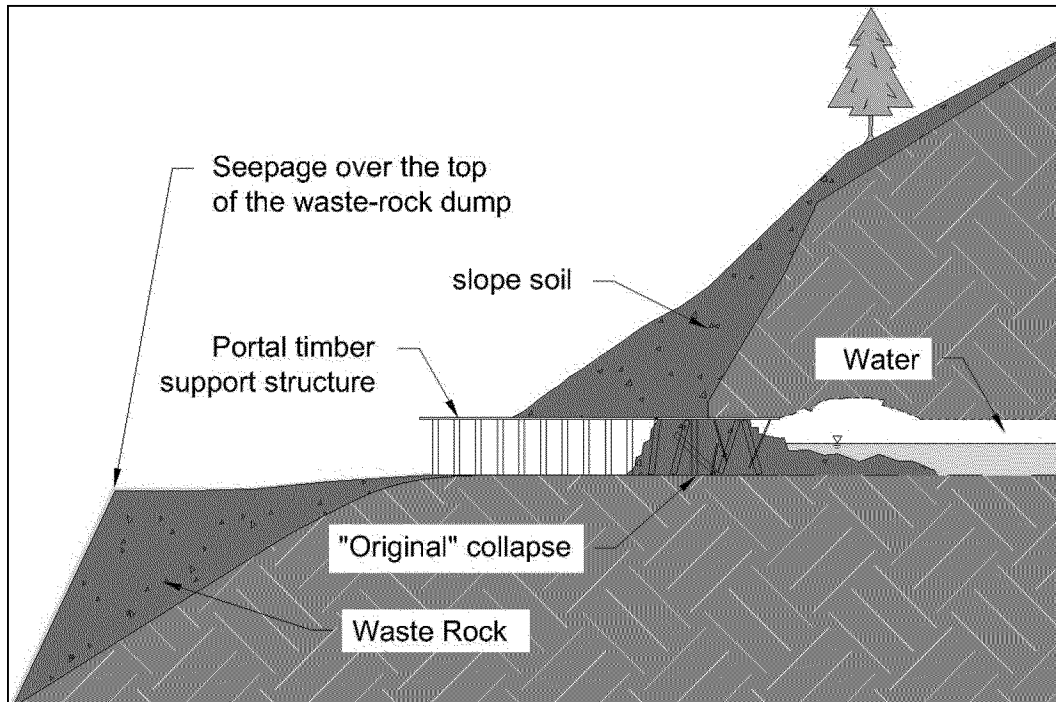 Seepage over the top
of the waste-rock dump
slope soil
Portal timber
support structure
Water
"Original" collapse
Waste Rock